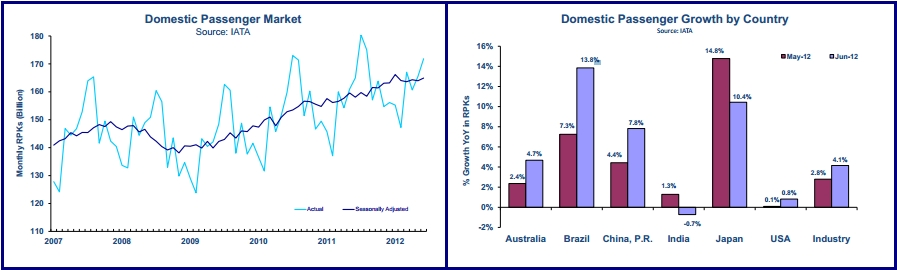 Domestic Passenger Market
Source: IATA
Monthly RPKs (Billion)
180
170
160
150
140
130
120
110
2007 2008 2009 2010 2011 2012
Actual Seasonally Adjusted
Domestic Passenger Growth by Country
Source: IATA
% Growth YoY in RPKs
16%
14%
12%
10%
8%
6%
4%
2%
0%
-2%
May-12 Jun-12
2.4% 4.7%
7.3% 13.8%
4.4% 7.8%
1.3% -0.7%
14.8% 10.4%
0.1% 0.8%
2.8% 4.1%
Australia Brazil China, P.R. India Japan USA Industry